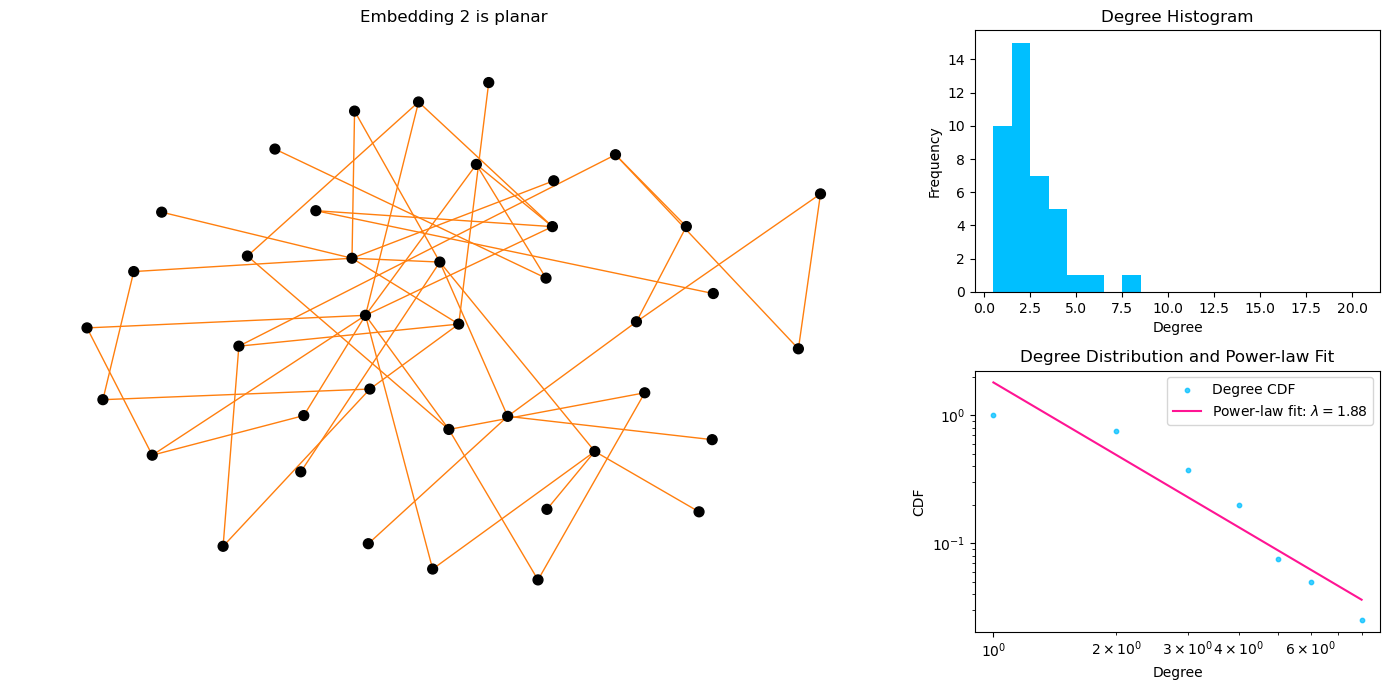 Embedding 2 is planar
Degree Histogram
Frequency
14
12
10
8
6
4
2
0
0.0 2.5 5.0 7.5 10.0 12.5 15.0 17.5 20.0
Degree
Degree Distribution and Power-law Fit
Degree CDF
Power-law fit: λ = 1.88
CDF
10⁰
10⁻¹
10⁰ 2 × 10⁰ 3 × 10⁰ 4 × 10⁰ 6 × 10⁰
Degree